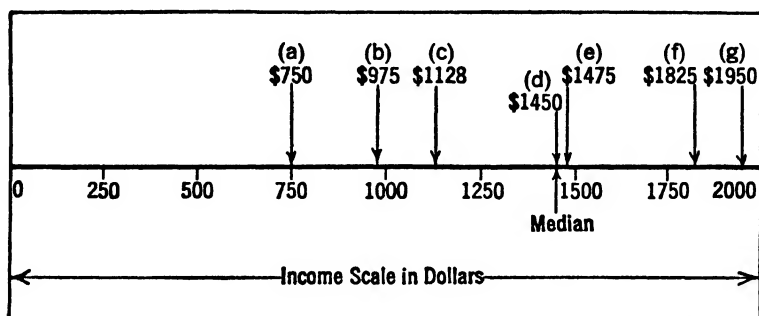 (a) (b) (c) (e) (f) (g)
$750 $975 $1128 (d) $1475 $1825 $1950
$1450
0 250 500 750 1000 1250 1500 1750 2000
Median
Income Scale in Dollars